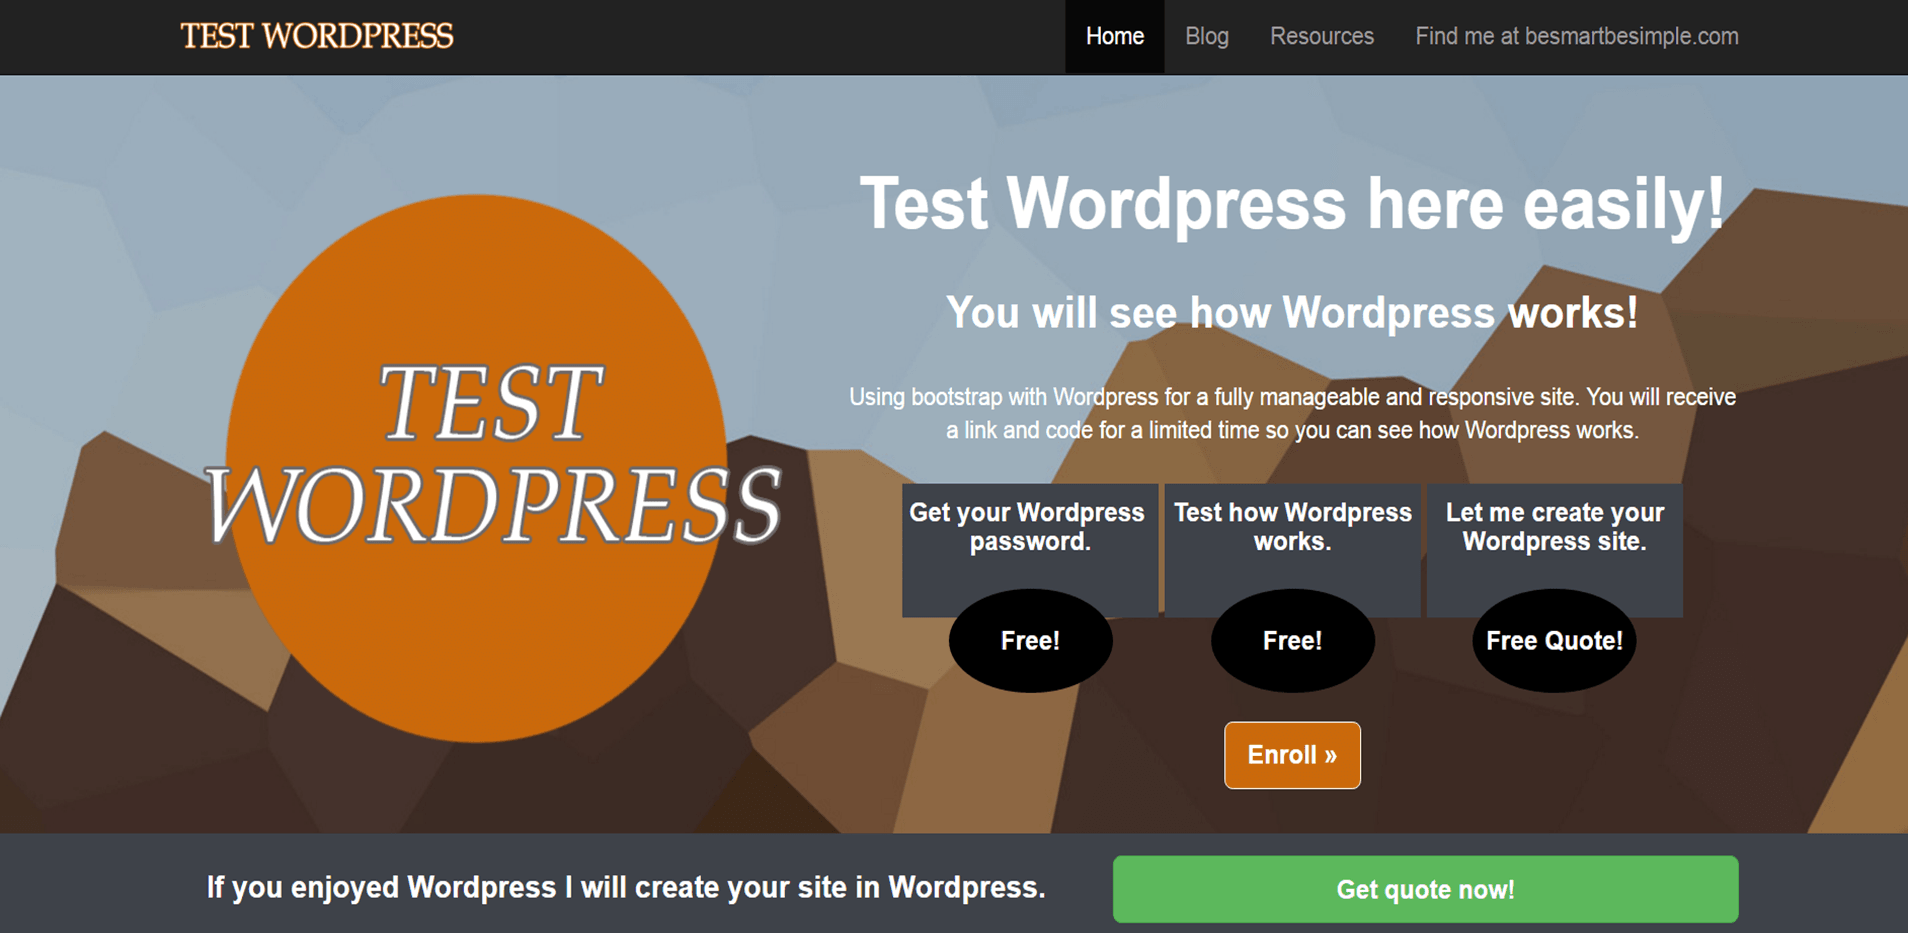 TEST WORDPRESS
Home Blog Resources Find me at besmartbesimple.com
Test Wordpress here easily!
You will see how Wordpress works!
Using bootstrap with Wordpress for a fully manageable and responsive site. You will receive
a link and code for a limited time so you can see how Wordpress works.
TEST
WORDPRESS
Get your Wordpress
password.
Free!
Test how Wordpress
works.
Free!
Let me create your
Wordpress site.
Free Quote!
Enroll »
If you enjoyed Wordpress I will create your site in Wordpress.
Get quote now!